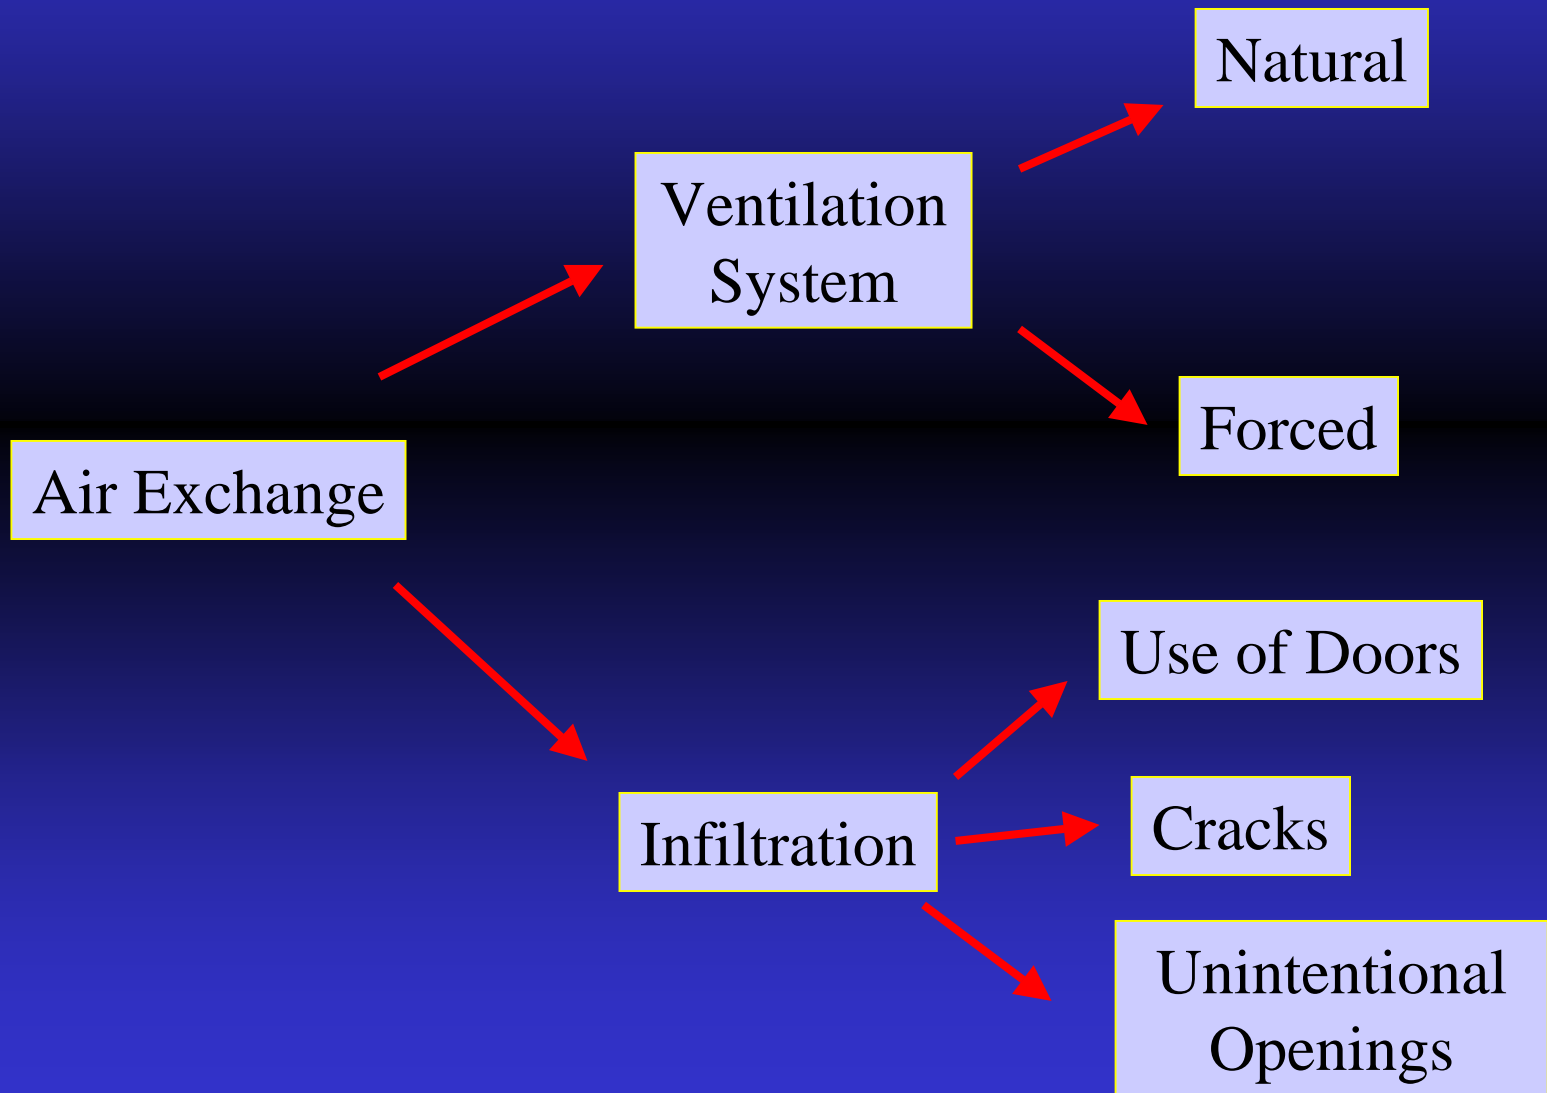 Natural
Ventilation
System
Forced
Air Exchange
Use of Doors
Cracks
Infiltration
Unintentional
Openings